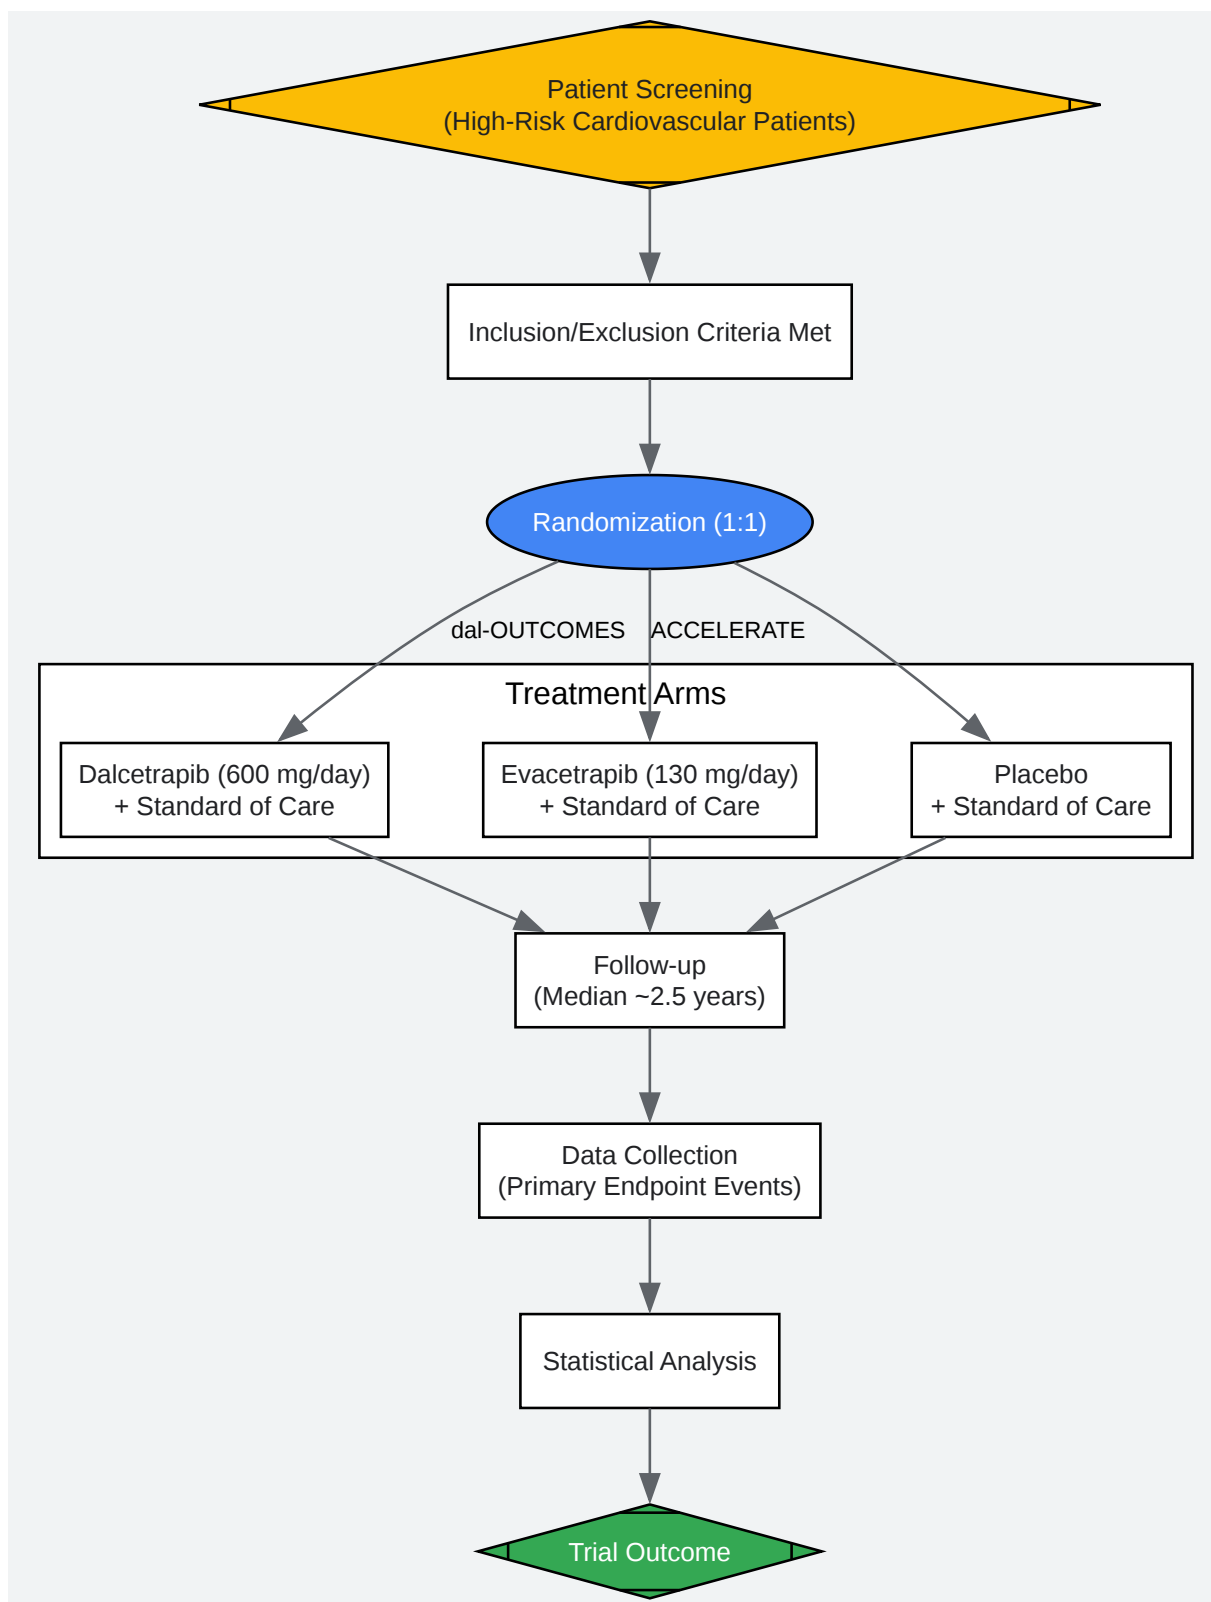 Patient Screening
(High-Risk Cardiovascular Patients)
Inclusion/Exclusion Criteria Met
Randomization (1:1)
dal-OUTCOMES
ACCELERATE
Treatment Arms
Dalcetrapib (600 mg/day)
+ Standard of Care
Evacetrapib (130 mg/day)
+ Standard of Care
Placebo
+ Standard of Care
Follow-up
(Median ~2.5 years)
Data Collection
(Primary Endpoint Events)
Statistical Analysis
Trial Outcome